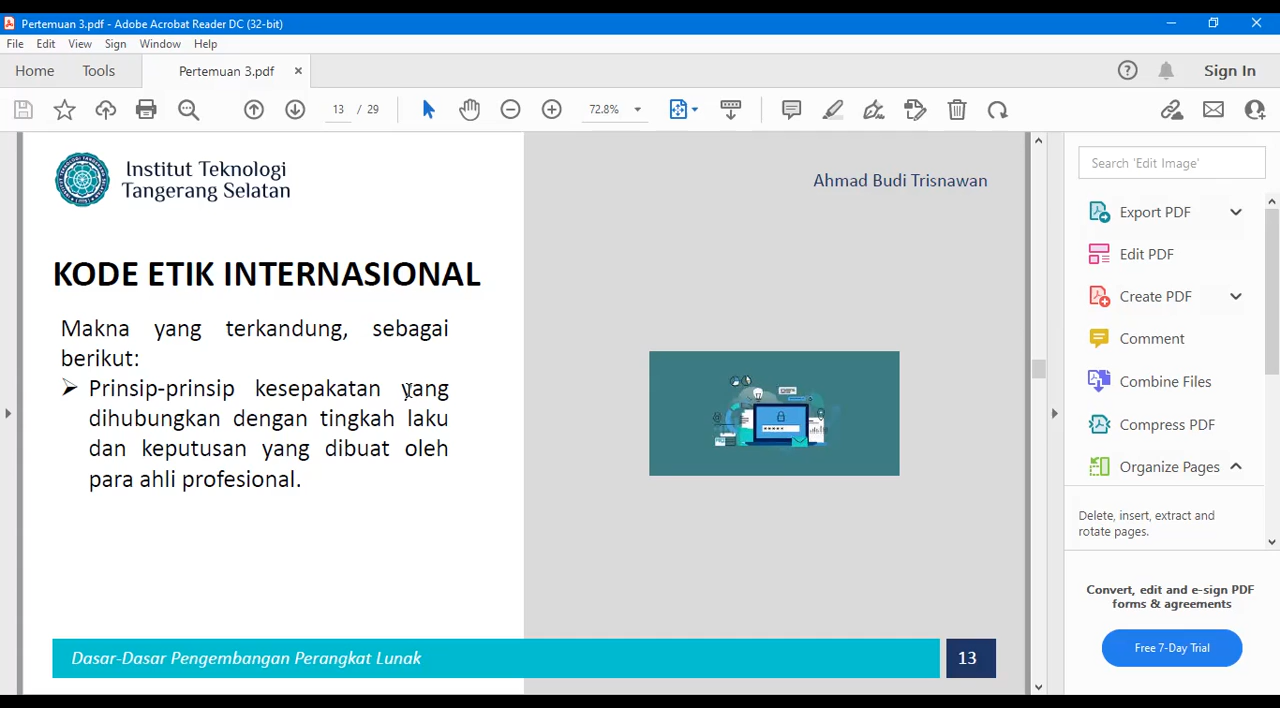 Pertemuan 3.pdf - Adobe Acrobat Reader DC (32-bit)
File Edit View Sign Window Help
Home Tools Pertemuan 3.pdf × Sign In
13 / 29 72.8%
Institut Teknologi
Tangerang Selatan
Ahmad Budi Trisnawan
KODE ETIK INTERNASIONAL
Makna yang terkandung, sebagai
berikut:
➢ Prinsip-prinsip kesepakatan yang
dihubungkan dengan tingkah laku
dan keputusan yang dibuat oleh
para ahli profesional.
Dasar-Dasar Pengembangan Perangkat Lunak
13
Search 'Edit Image'
Export PDF
Edit PDF
Create PDF
Comment
Combine Files
Compress PDF
Organize Pages
Delete, insert, extract and
rotate pages.
Convert, edit and e-sign PDF
forms & agreements
Free 7-Day Trial